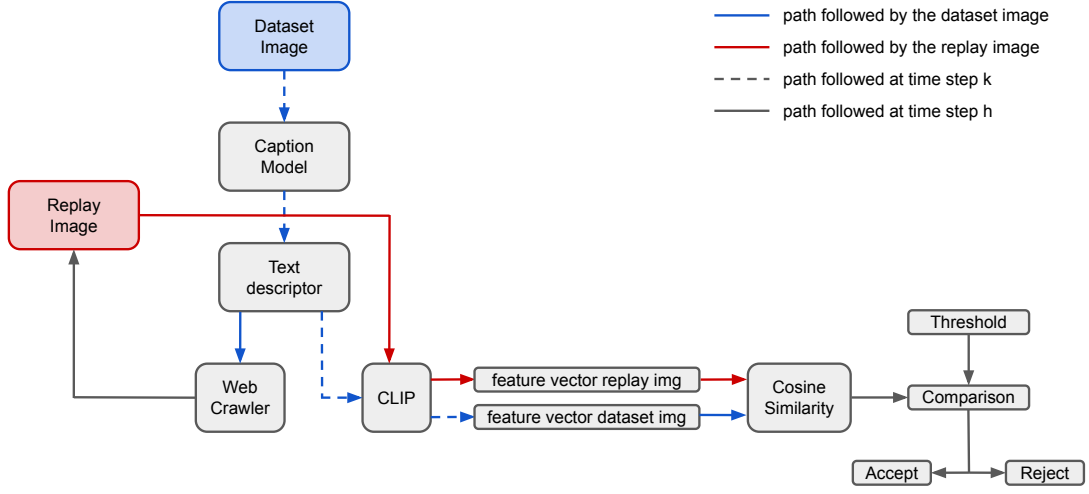 Dataset
Image
path followed by the dataset image
path followed by the replay image
path followed at time step k
path followed at time step h
Caption
Model
Replay
Image
Text
descriptor
Threshold
Web
Crawler
CLIP
feature vector replay img
feature vector dataset img
Cosine
Similarity
Comparison
Accept
Reject